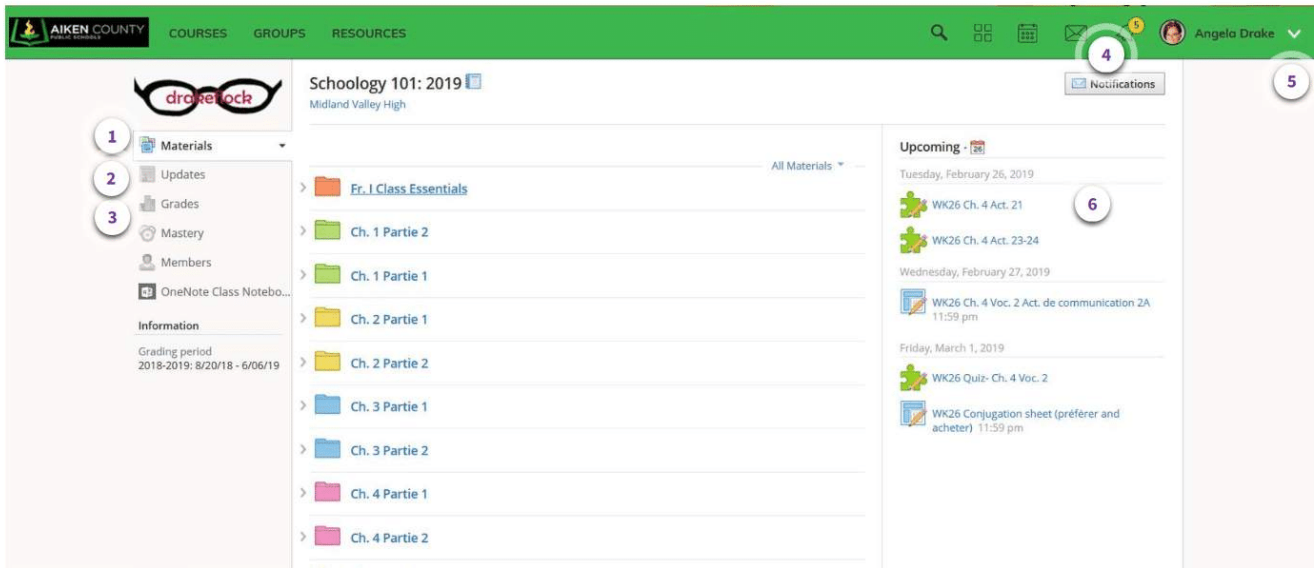 AIKEN COUNTY
PUBLIC SCHOOLS
COURSES GROUPS RESOURCES
5
Angela Drake
4
5
drakeflock
Schoology 101: 2019
Midland Valley High
Notifications
1
Materials
2
Updates
3
Grades
Mastery
Members
OneNote Class Notebo...
Information
Grading period
2018-2019: 8/20/18 - 6/06/19
All Materials
Fr. I Class Essentials
Ch. 1 Partie 2
Ch. 1 Partie 1
Ch. 2 Partie 1
Ch. 2 Partie 2
Ch. 3 Partie 1
Ch. 3 Partie 2
Ch. 4 Partie 1
Ch. 4 Partie 2
Upcoming · 26
Tuesday, February 26, 2019
WK26 Ch. 4 Act. 21
6
WK26 Ch. 4 Act. 23-24
Wednesday, February 27, 2019
WK26 Ch. 4 Voc. 2 Act. de communication 2A
11:59 pm
Friday, March 1, 2019
WK26 Quiz- Ch. 4 Voc. 2
WK26 Conjugation sheet (préférer and
acheter) 11:59 pm